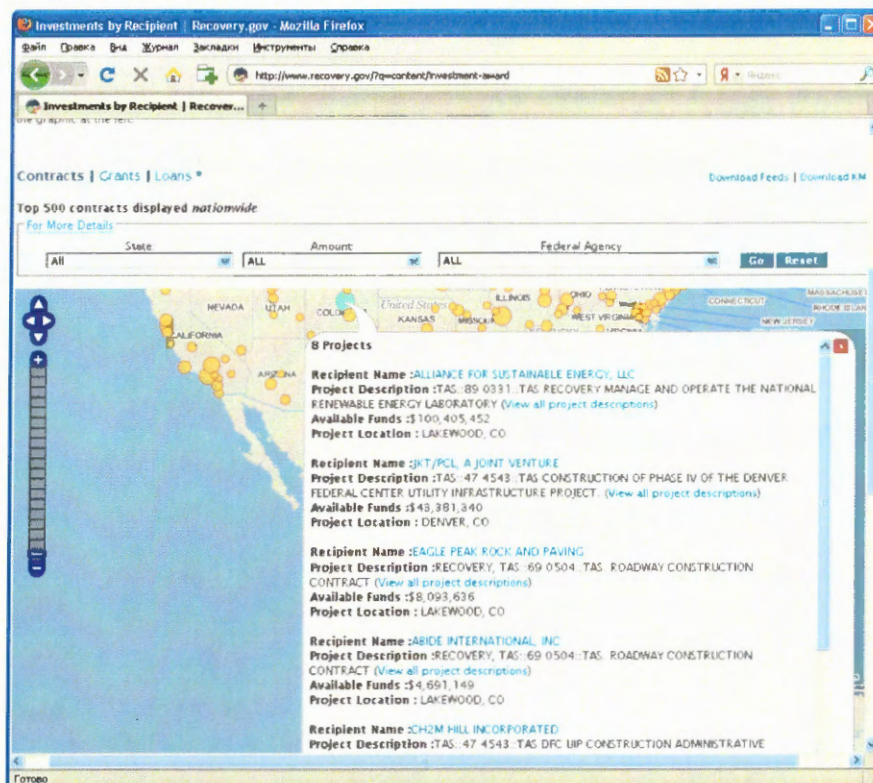 Investments by Recipient | Recovery.gov - Mozilla Firefox
Файл Правка Вид Журнал Закладки Инструменты Справка
http://www.recovery.gov/?q=content/investment-award
Яндекс
Investments by Recipient | Recover...
the graphic at the left.
Contracts | Grants | Loans *
Download Feeds | Download KM
Top 500 contracts displayed nationwide
For More Details
State Amount Federal Agency
All ALL ALL Go Reset
NEVADA UTAH United States KANSAS ILLINOIS OHIO WEST VIRGINIA CONNECTICUT MASSACHUSET
RHODE ISLAN
NEW JERSEY
CALIFORNIA
ARIZONA
8 Projects
Recipient Name :ALLIANCE FOR SUSTAINABLE ENERGY, LLC
Project Description :TAS::89 0331::TAS RECOVERY MANAGE AND OPERATE THE NATIONAL
RENEWABLE ENERGY LABORATORY (View all project descriptions)
Available Funds :$100,405,452
Project Location : LAKEWOOD, CO
Recipient Name :JKT/PCL, A JOINT VENTURE
Project Description :TAS::47 4543::TAS CONSTRUCTION OF PHASE IV OF THE DENVER
FEDERAL CENTER UTILITY INFRASTRUCTURE PROJECT. (View all project descriptions)
Available Funds :$43,381,340
Project Location : DENVER, CO
Recipient Name :EAGLE PEAK ROCK AND PAVING
Project Description :RECOVERY, TAS::69 0504::TAS. ROADWAY CONSTRUCTION
CONTRACT (View all project descriptions)
Available Funds :$8,093,636
Project Location : LAKEWOOD, CO
Recipient Name :ABIDE INTERNATIONAL, INC
Project Description :RECOVERY, TAS::69 0504::TAS. ROADWAY CONSTRUCTION
CONTRACT (View all project descriptions)
Available Funds :$4,691,149
Project Location : LAKEWOOD, CO
Recipient Name :CH2M HILL INCORPORATED
Project Description :TAS::47 4543::TAS DFC UIP CONSTRUCTION ADMINISTRATIVE
Готово